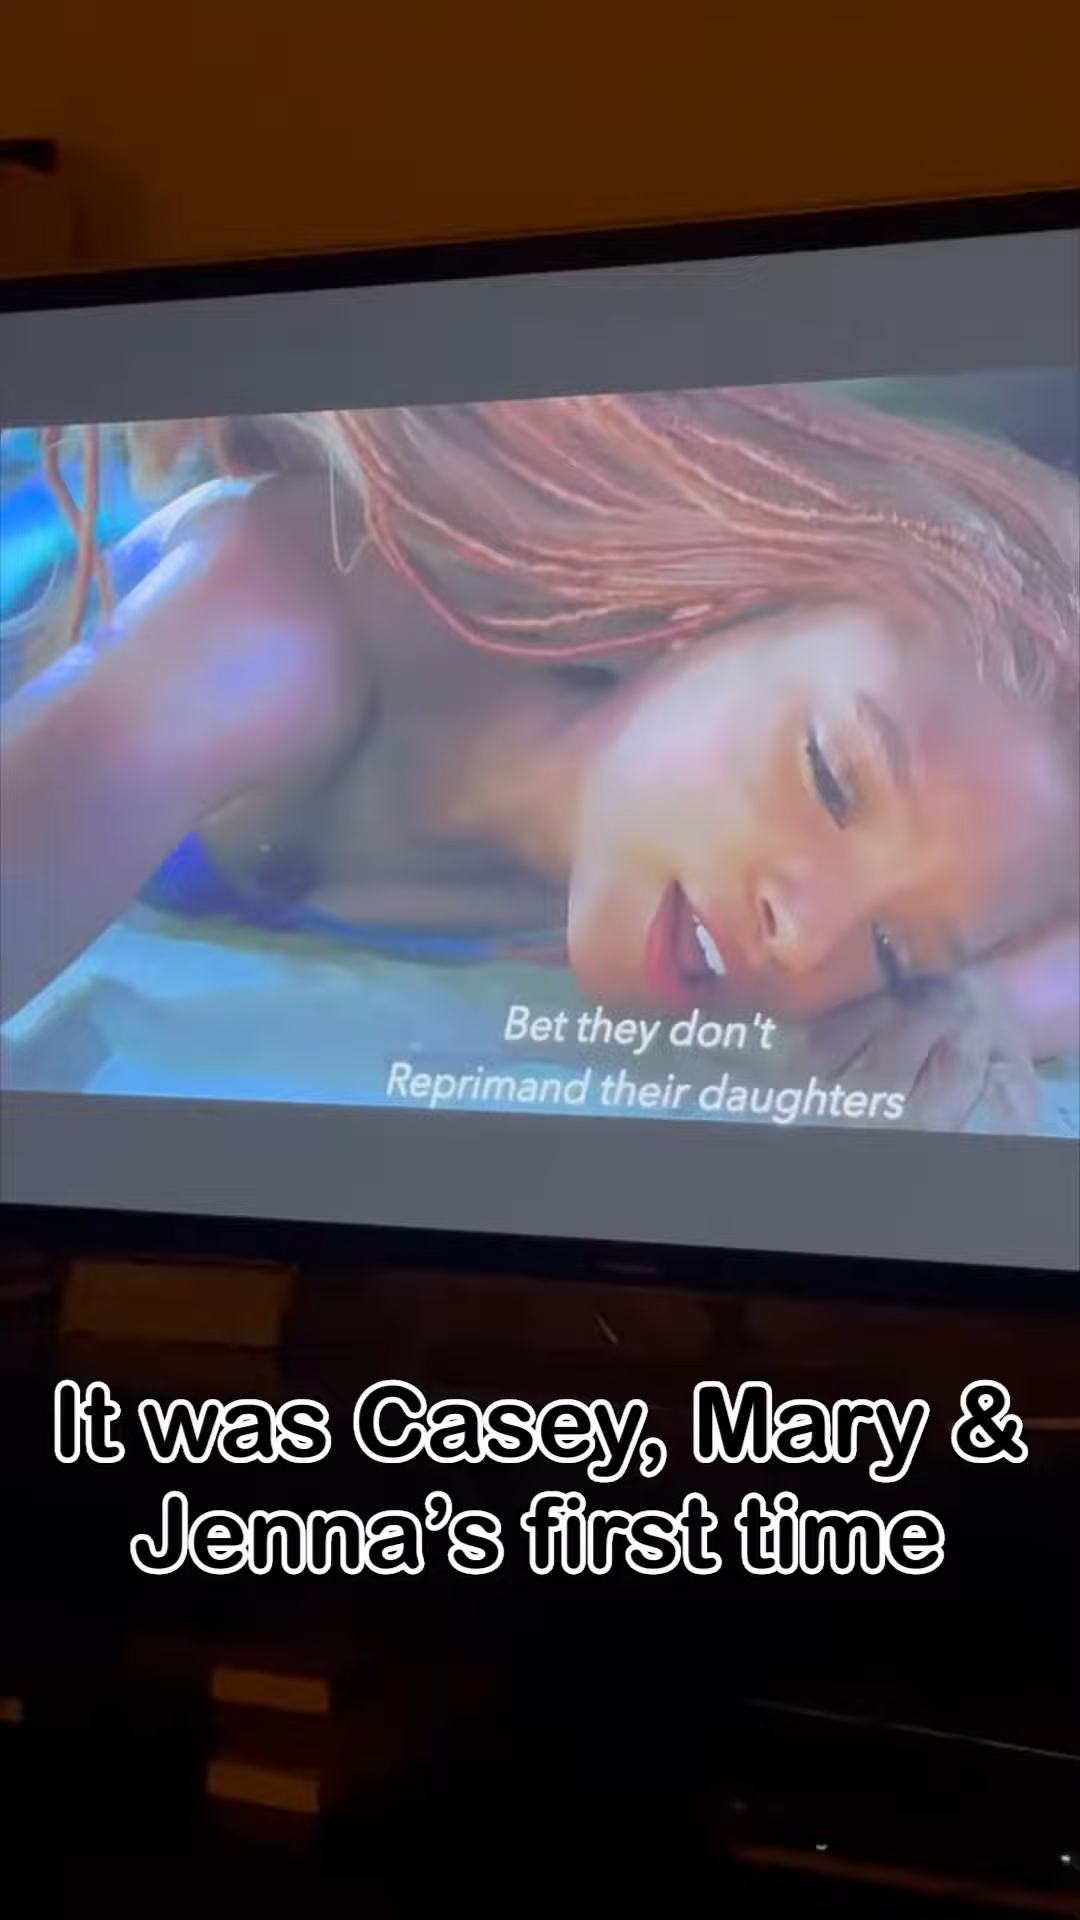 Bet they don't
Reprimand their daughters
It was Casey, Mary &
Jenna’s first time